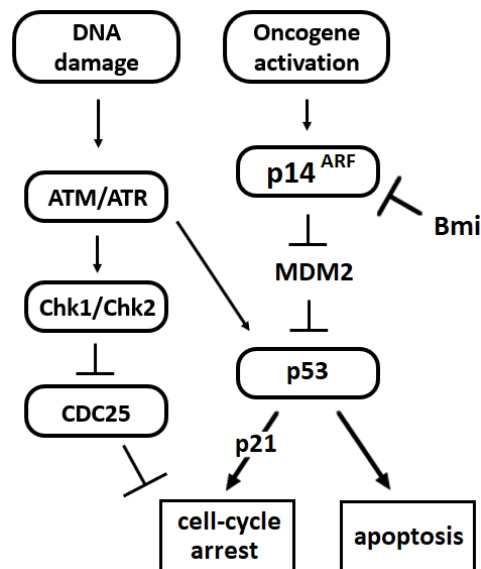 DNA
damage
Oncogene
activation
p14 ARF
ATM/ATR
Bmi
MDM2
Chk1/Chk2
p53
CDC25
p21
cell-cycle
arrest
apoptosis